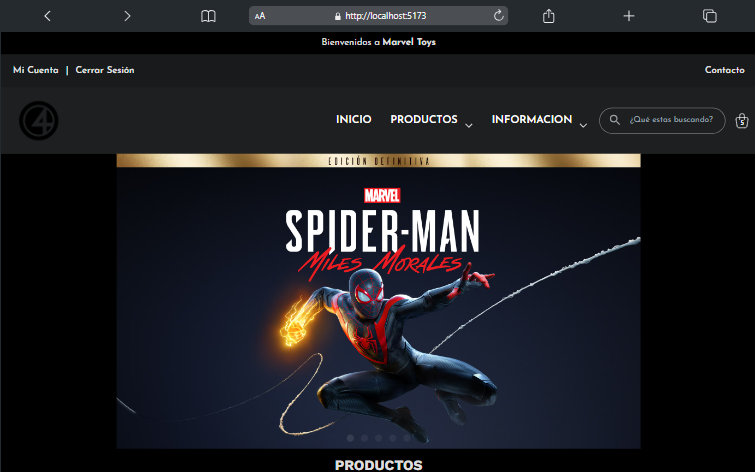 AA http://localhost:5173
Bienvenidos a Marvel Toys
Mi Cuenta | Cerrar Sesión
Contacto
4
INICIO PRODUCTOS INFORMACION ¿Qué estas buscando? 5
EDICIÓN DEFINITIVA
MARVEL
SPIDER-MAN
MILES MORALES
PRODUCTOS